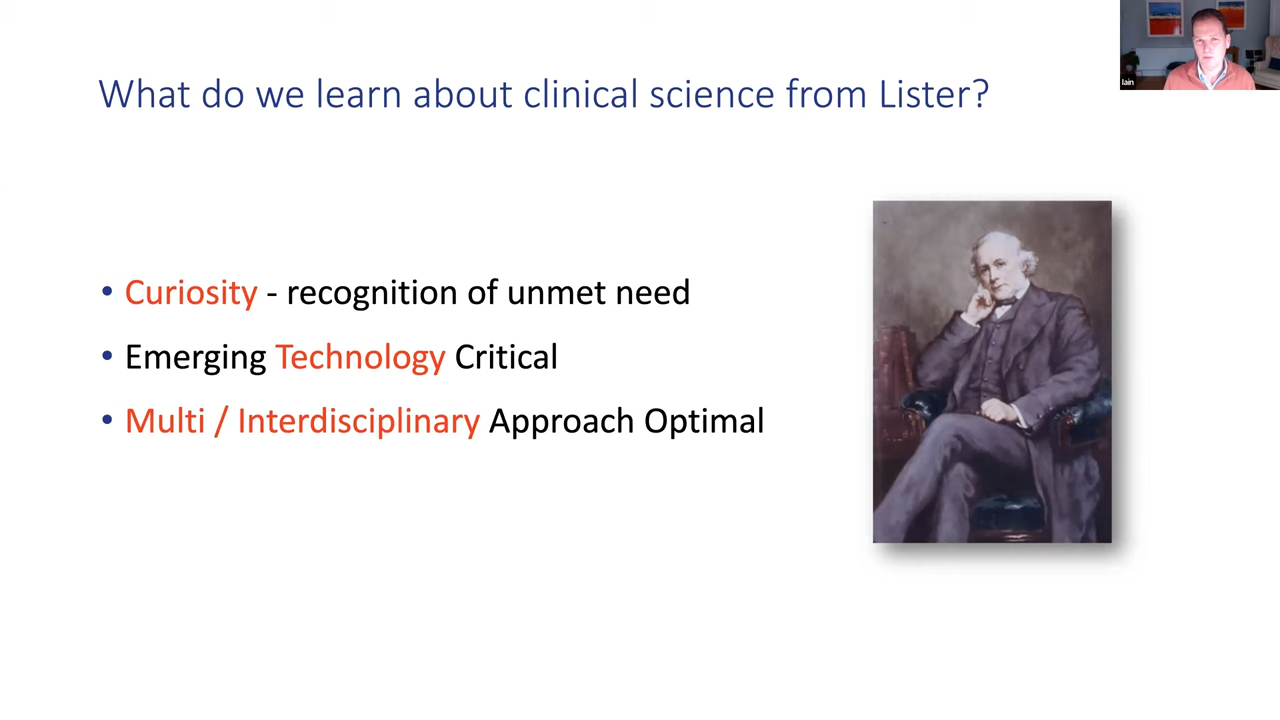 Iain
What do we learn about clinical science from Lister?
• Curiosity - recognition of unmet need
• Emerging Technology Critical
• Multi / Interdisciplinary Approach Optimal